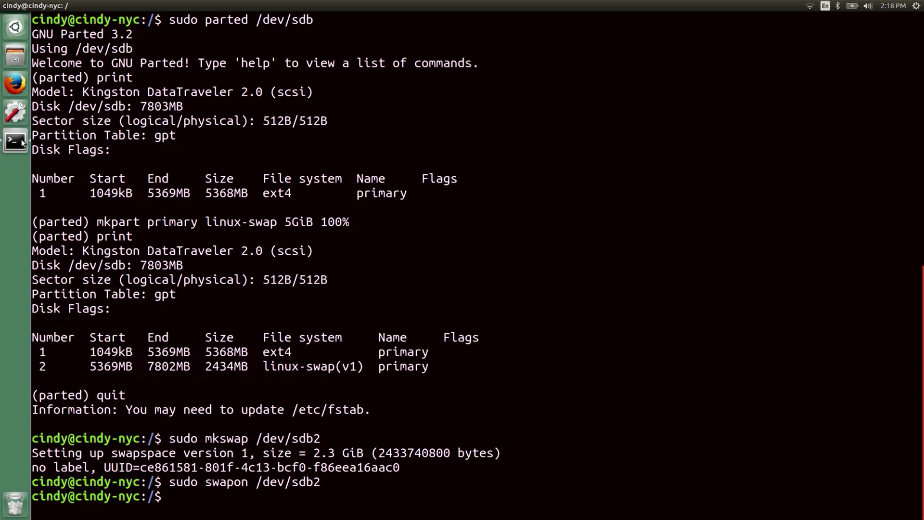 cindy@cindy-nyc: /
En
2:18 PM
cindy@cindy-nyc:/$ sudo parted /dev/sdb
GNU Parted 3.2
Using /dev/sdb
Welcome to GNU Parted! Type 'help' to view a list of commands.
(parted) print
Model: Kingston DataTraveler 2.0 (scsi)
Disk /dev/sdb: 7803MB
Sector size (logical/physical): 512B/512B
Partition Table: gpt
Disk Flags:
Number  Start   End     Size    File system  Name     Flags
 1      1049kB  5369MB  5368MB  ext4         primary
(parted) mkpart primary linux-swap 5GiB 100%
(parted) print
Model: Kingston DataTraveler 2.0 (scsi)
Disk /dev/sdb: 7803MB
Sector size (logical/physical): 512B/512B
Partition Table: gpt
Disk Flags:
Number  Start   End     Size    File system     Name     Flags
 1      1049kB  5369MB  5368MB  ext4            primary
 2      5369MB  7802MB  2434MB  linux-swap(v1)  primary
(parted) quit
Information: You may need to update /etc/fstab.
cindy@cindy-nyc:/$ sudo mkswap /dev/sdb2
Setting up swapspace version 1, size = 2.3 GiB (2433740800 bytes)
no label, UUID=ce861581-801f-4c13-bcf0-f86eea16aac0
cindy@cindy-nyc:/$ sudo swapon /dev/sdb2
cindy@cindy-nyc:/$